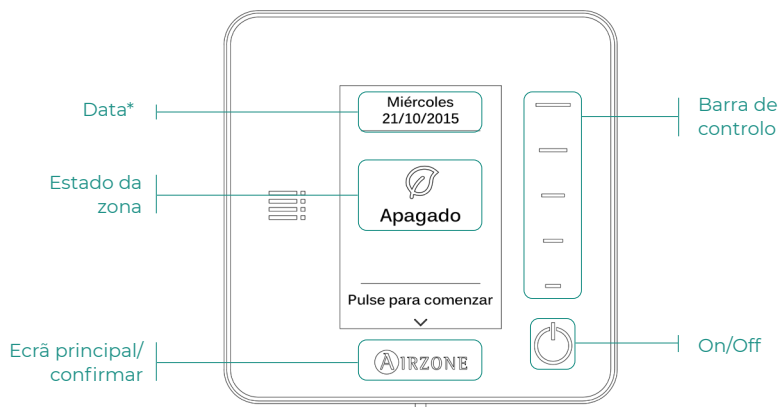 Data*
Miércoles
21/10/2015
Barra de
controlo
Estado da
zona
Apagado
Pulse para comenzar
Ecrã principal/
confirmar
AIRZONE
On/Off